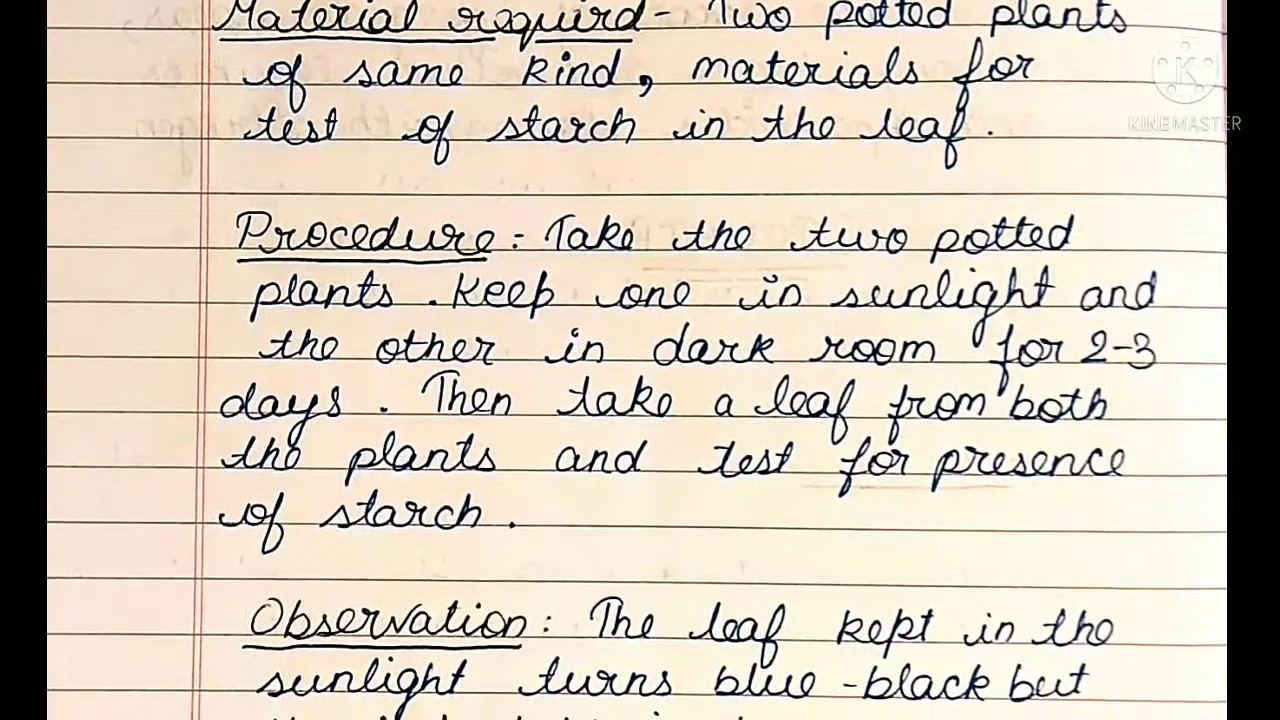 Material requird - Two potted plants
of same kind, materials for
test of starch in the leaf.
KINEMASTER
Procedure : Take the two potted
plants . Keep one in sunlight and
the other in dark room for 2-3
days . Then take a leaf from both
the plants and test for presence
of starch .
Observation : The leaf kept in the
sunlight turns blue-black but